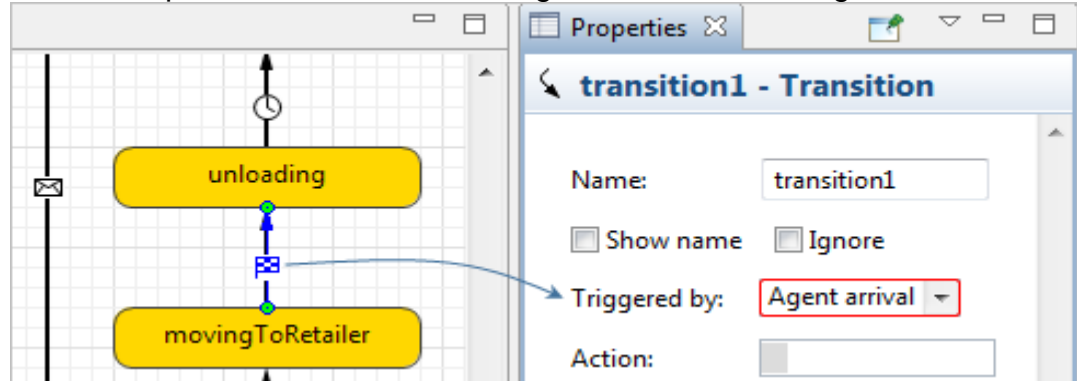 Properties
transition1 - Transition
unloading
Name: transition1
Show name Ignore
Triggered by: Agent arrival
movingToRetailer
Action: